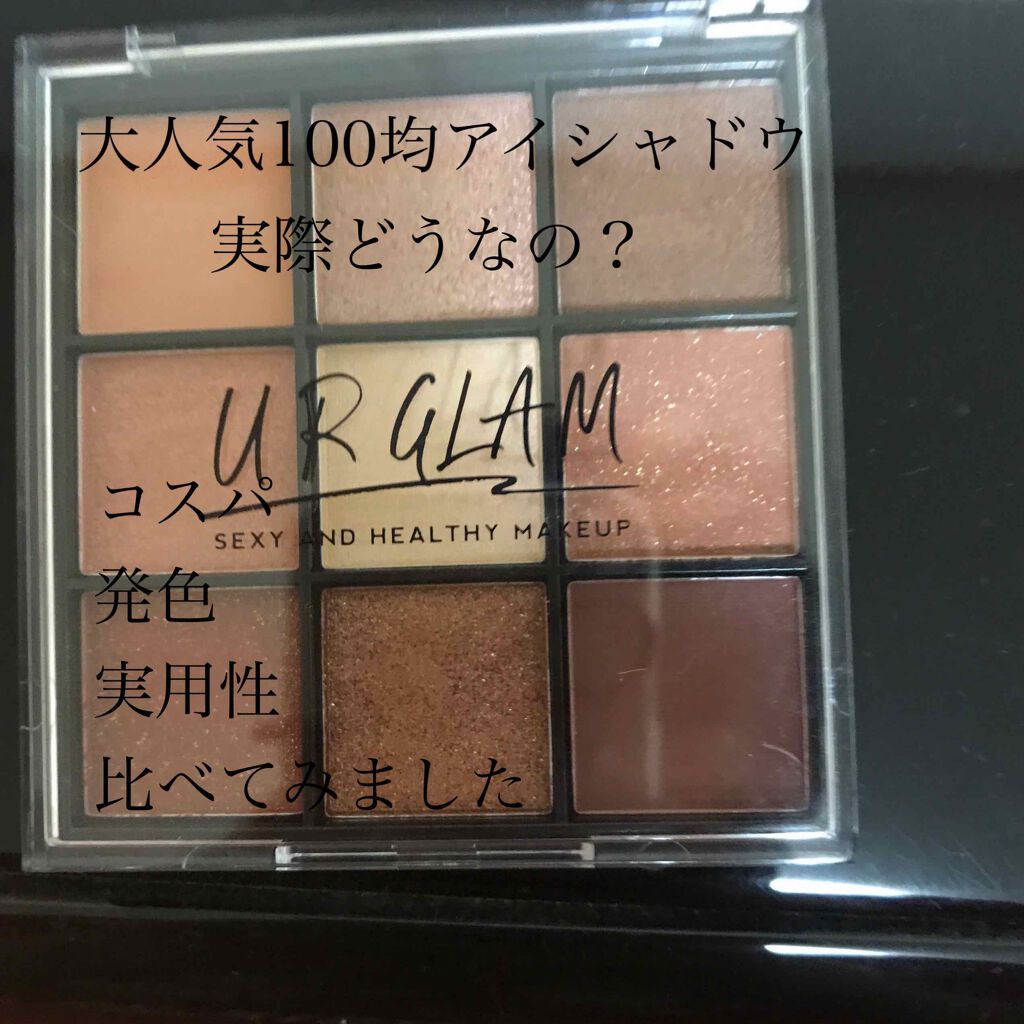 大人気100均アイシャドウ
実際どうなの？
UR GLAM
コスパ
SEXY AND HEALTHY MAKEUP
発色
実用性
比べてみました